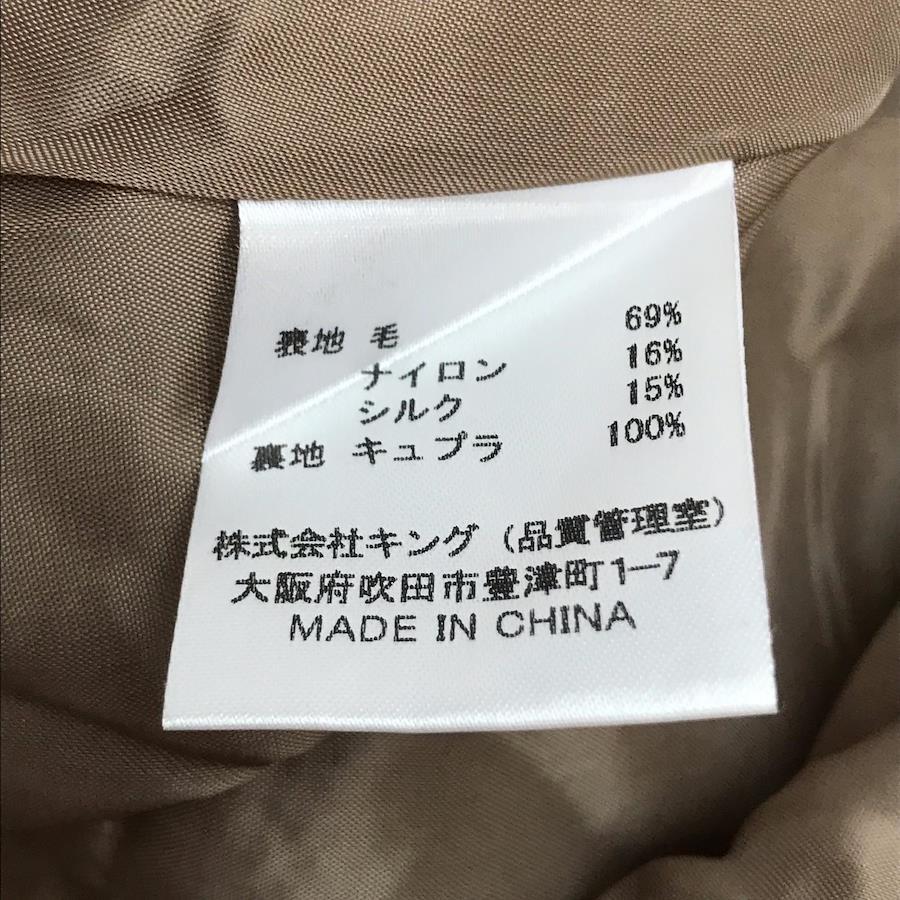 表地 毛 69%
ナイロン 16%
シルク 15%
裏地 キュプラ 100%
株式会社キング (品質管理室)
大阪府吹田市豊津町1-7
MADE IN CHINA